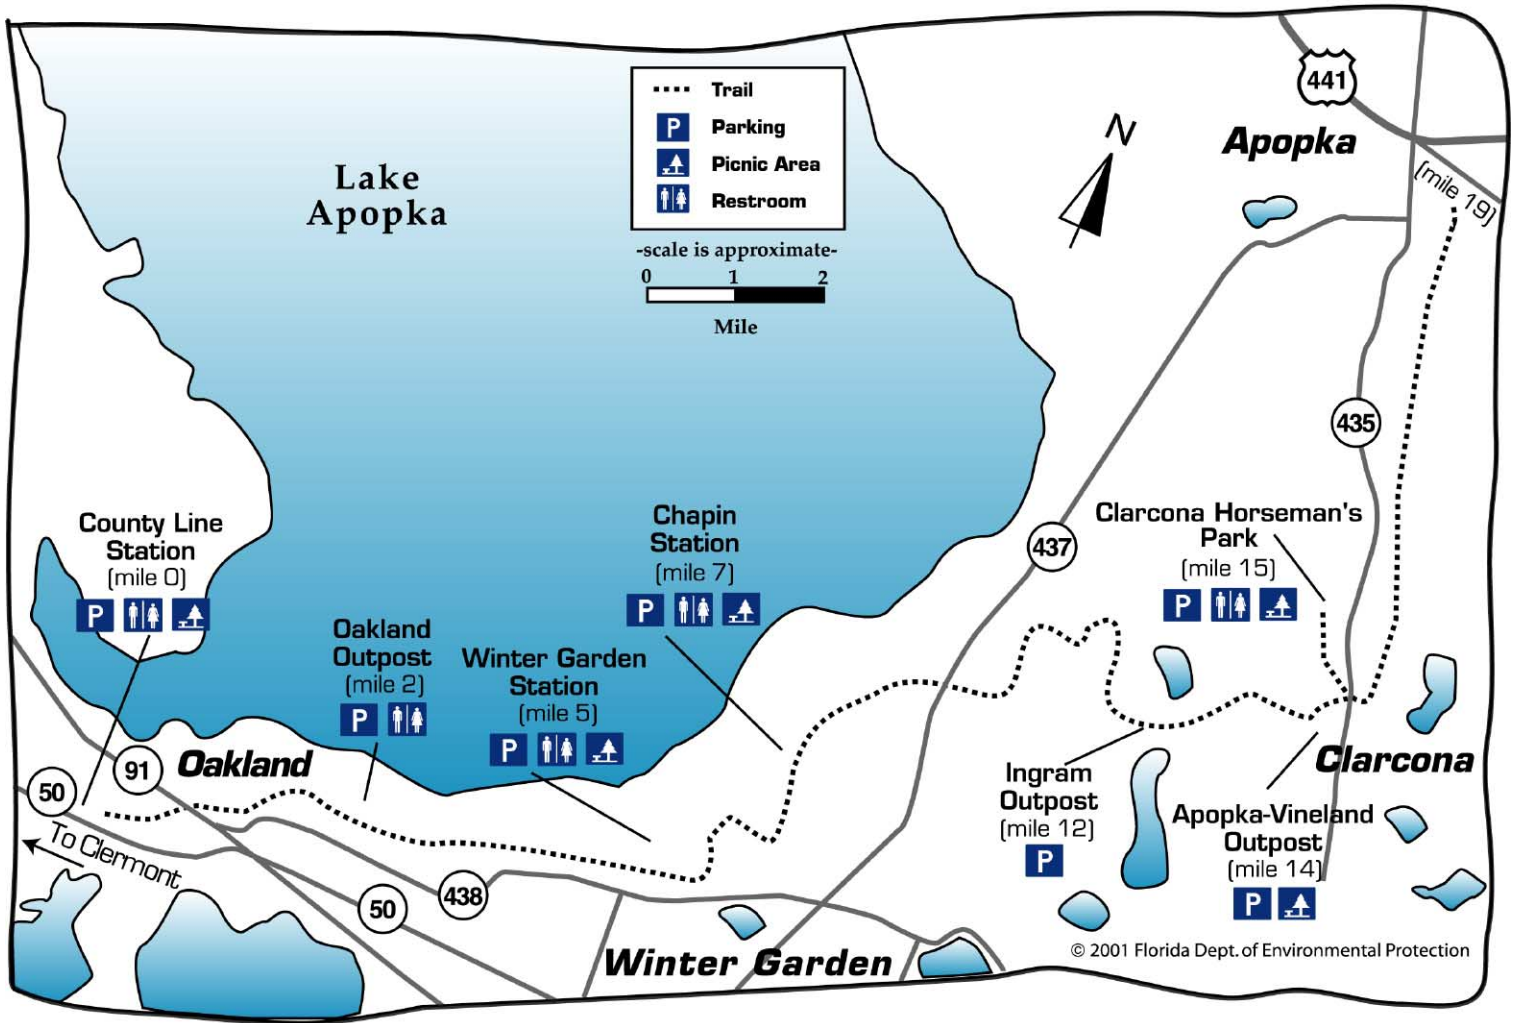 Lake
Apopka
Trail
P
Parking
Picnic Area
Restroom
-scale is approximate-
0 1 2
Mile
N
441
Apopka
(mile 19)
435
437
County Line
Station
(mile 0)
P
Oakland
Outpost
(mile 2)
P
Winter Garden
Station
(mile 5)
P
Chapin
Station
(mile 7)
P
Clarcona Horseman's
Park
(mile 15)
P
91
Oakland
50
To Clermont
50
438
Winter Garden
Ingram
Outpost
(mile 12)
P
Clarcona
Apopka-Vineland
Outpost
(mile 14)
P
© 2001 Florida Dept. of Environmental Protection